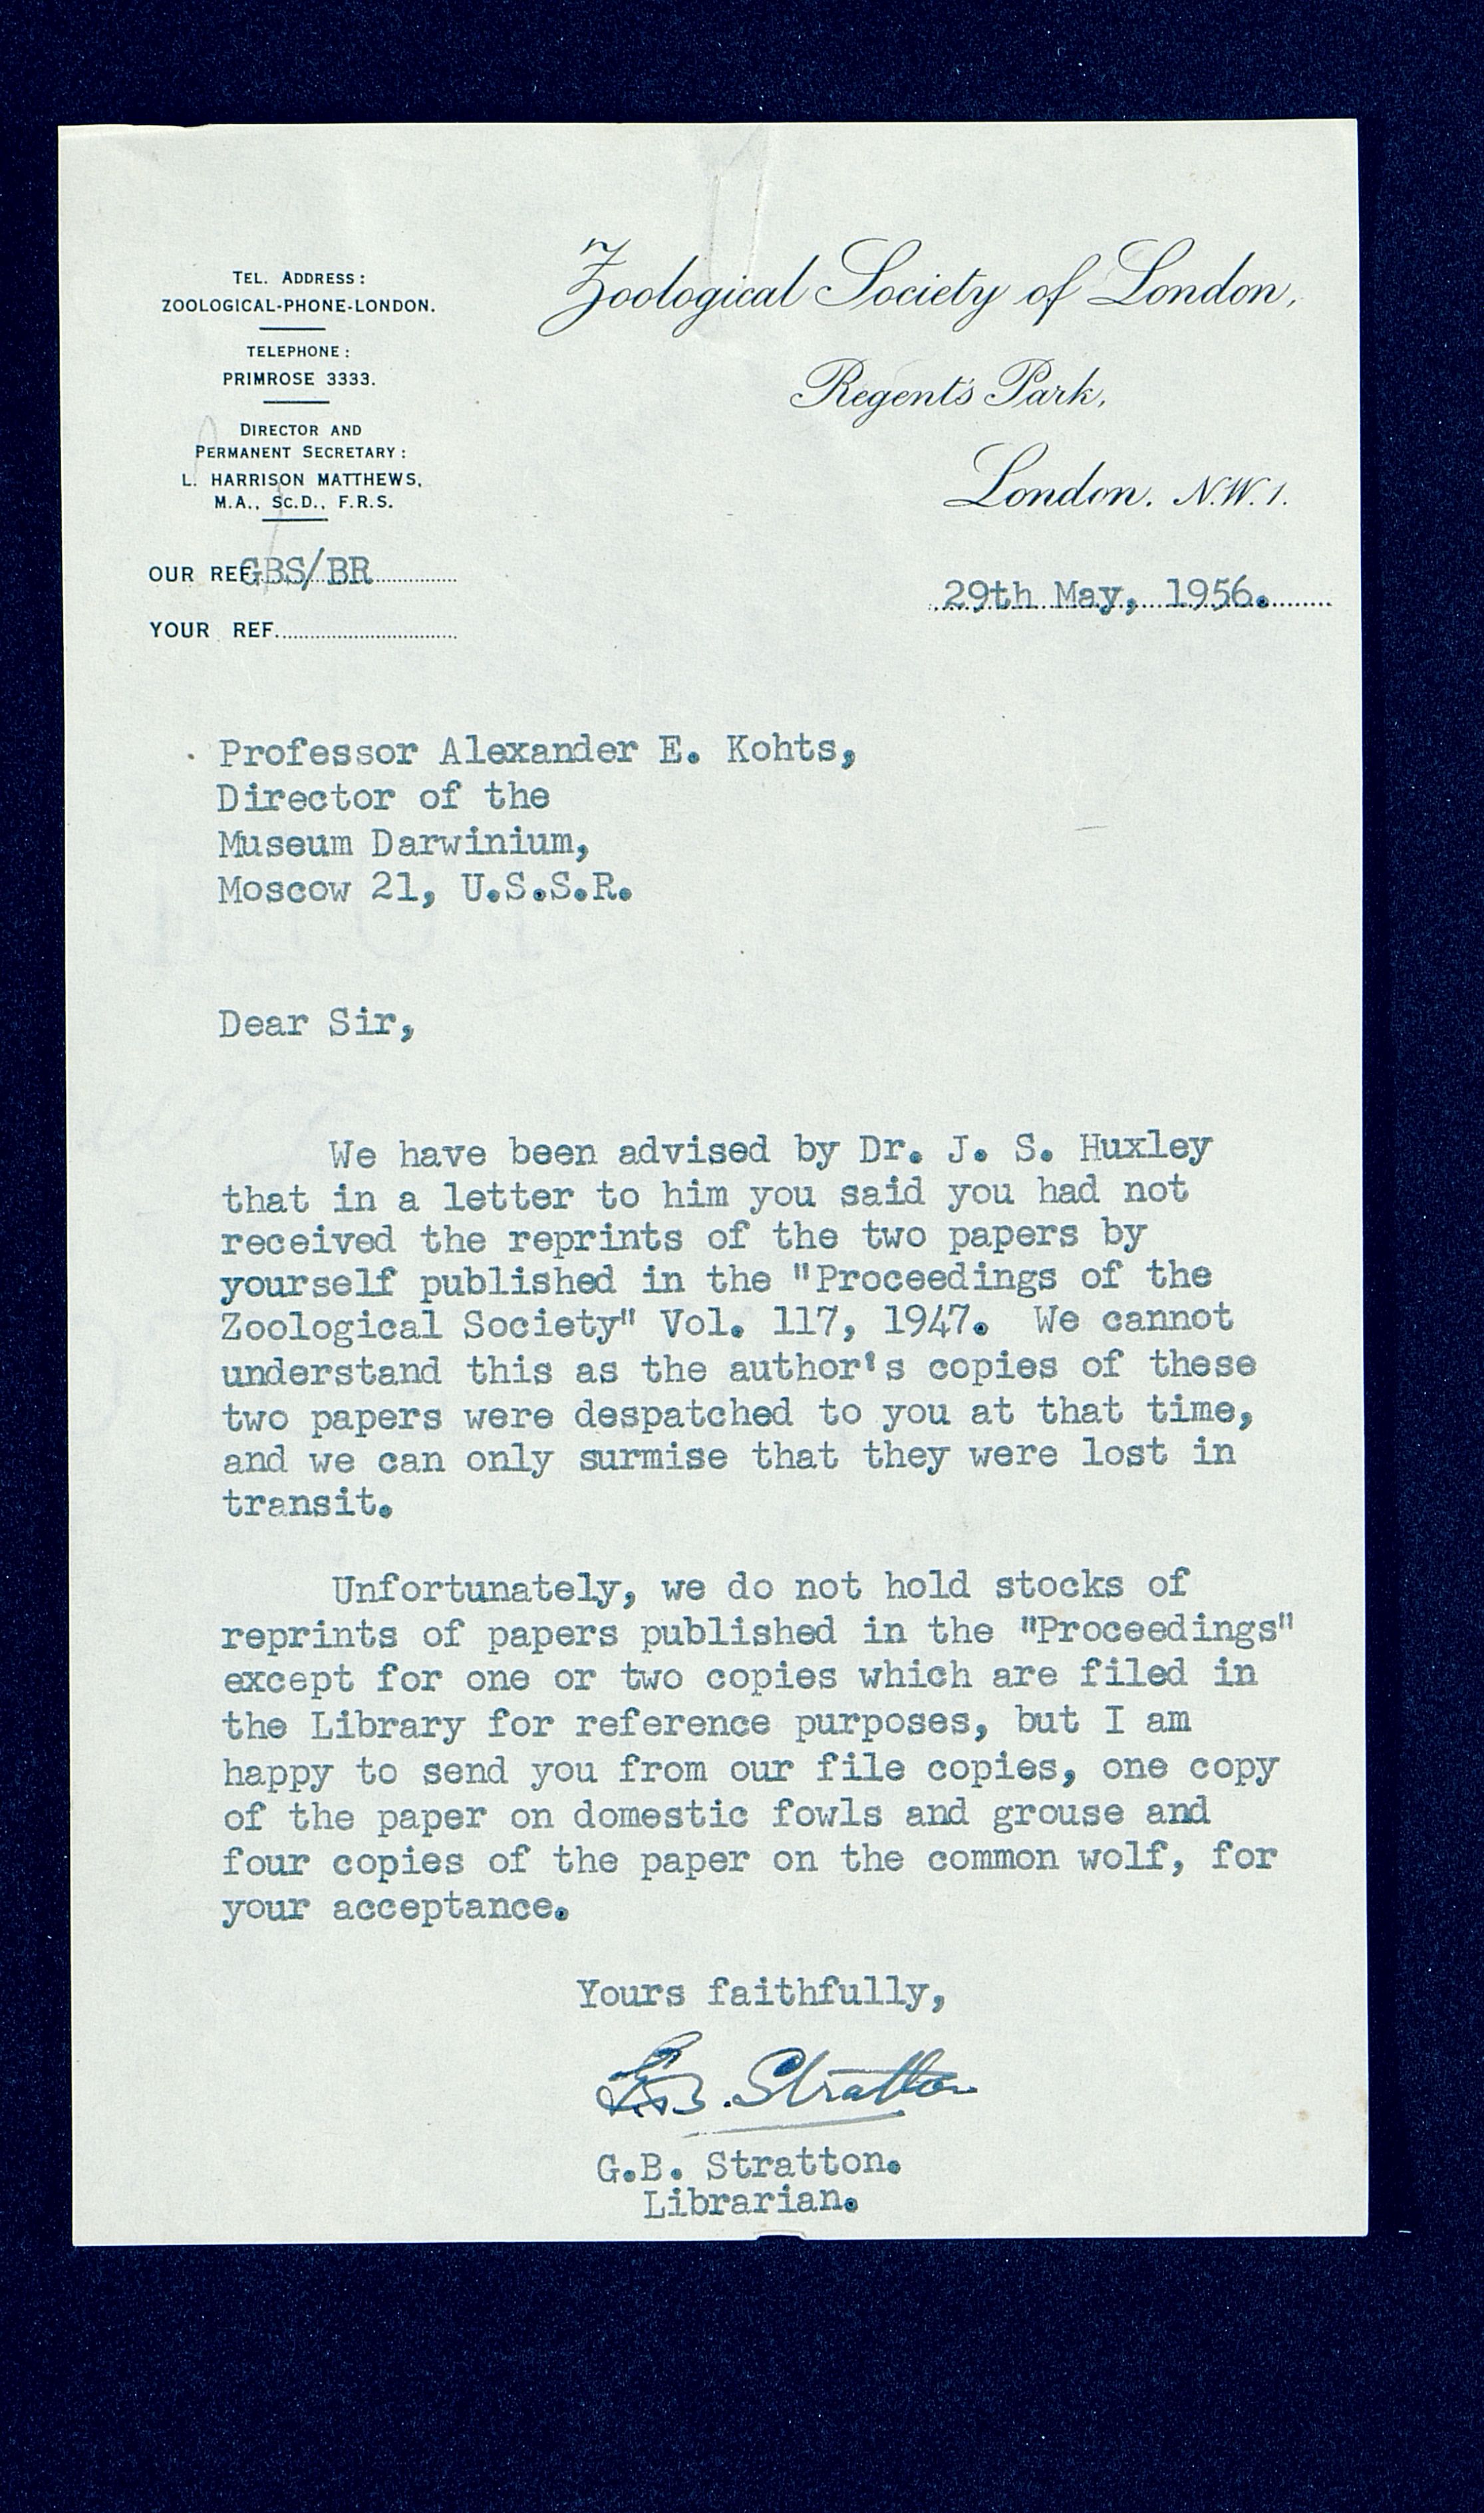 TEL. ADDRESS:
ZOOLOGICAL-PHONE-LONDON.
TELEPHONE:
PRIMROSE 3333.
DIRECTOR AND
PERMANENT SECRETARY:
L. HARRISON MATTHEWS,
M.A., SC.D., F.R.S.
OUR REF. GBS/BR
YOUR REF.
Zoological Society of London,
Regent's Park,
London. N.W.1.
29th May, 1956.
Professor Alexander E. Kohts,
Director of the
Museum Darwinium,
Moscow 21, U.S.S.R.
Dear Sir,
We have been advised by Dr. J. S. Huxley
that in a letter to him you said you had not
received the reprints of the two papers by
yourself published in the "Proceedings of the
Zoological Society" Vol. 117, 1947. We cannot
understand this as the author's copies of these
two papers were despatched to you at that time,
and we can only surmise that they were lost in
transit.
Unfortunately, we do not hold stocks of
reprints of papers published in the "Proceedings"
except for one or two copies which are filed in
the Library for reference purposes, but I am
happy to send you from our file copies, one copy
of the paper on domestic fowls and grouse and
four copies of the paper on the common wolf, for
your acceptance.
Yours faithfully,
G.B. Stratton
G.B. Stratton.
Librarian.